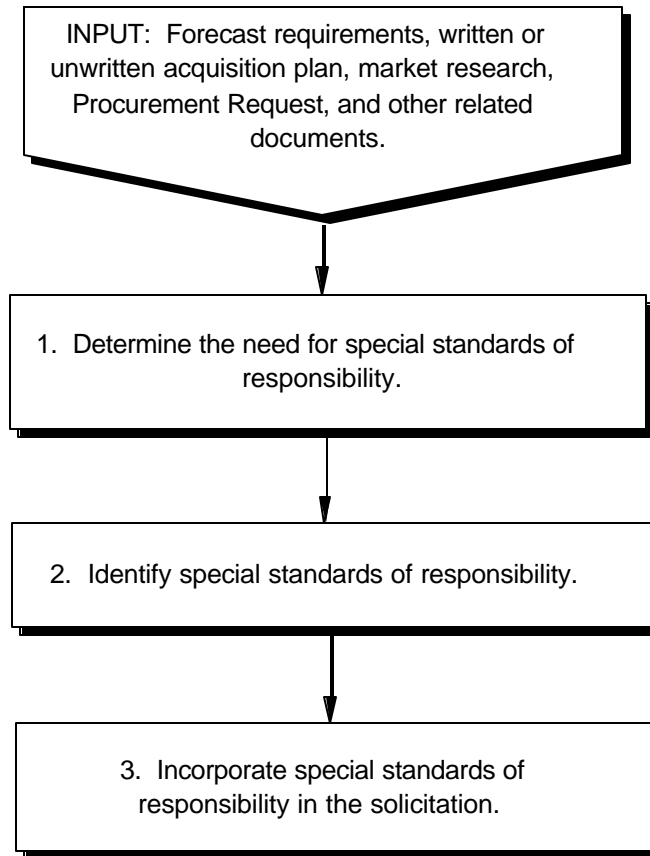 INPUT: Forecast requirements, written or
unwritten acquisition plan, market research,
Procurement Request, and other related
documents.
1. Determine the need for special standards of
responsibility.
2. Identify special standards of responsibility.
3. Incorporate special standards of
responsibility in the solicitation.